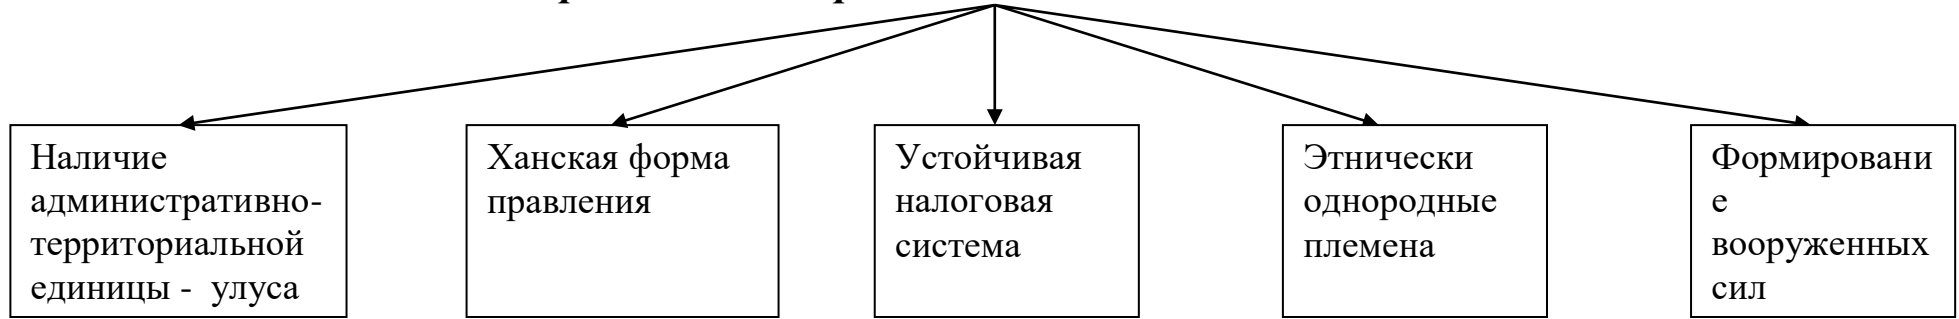 Наличие
административно-
территориальной
единицы - улуса
Ханская форма
правления
Устойчивая
налоговая
система
Этнически
однородные
племена
Формировани
е
вооруженных
сил